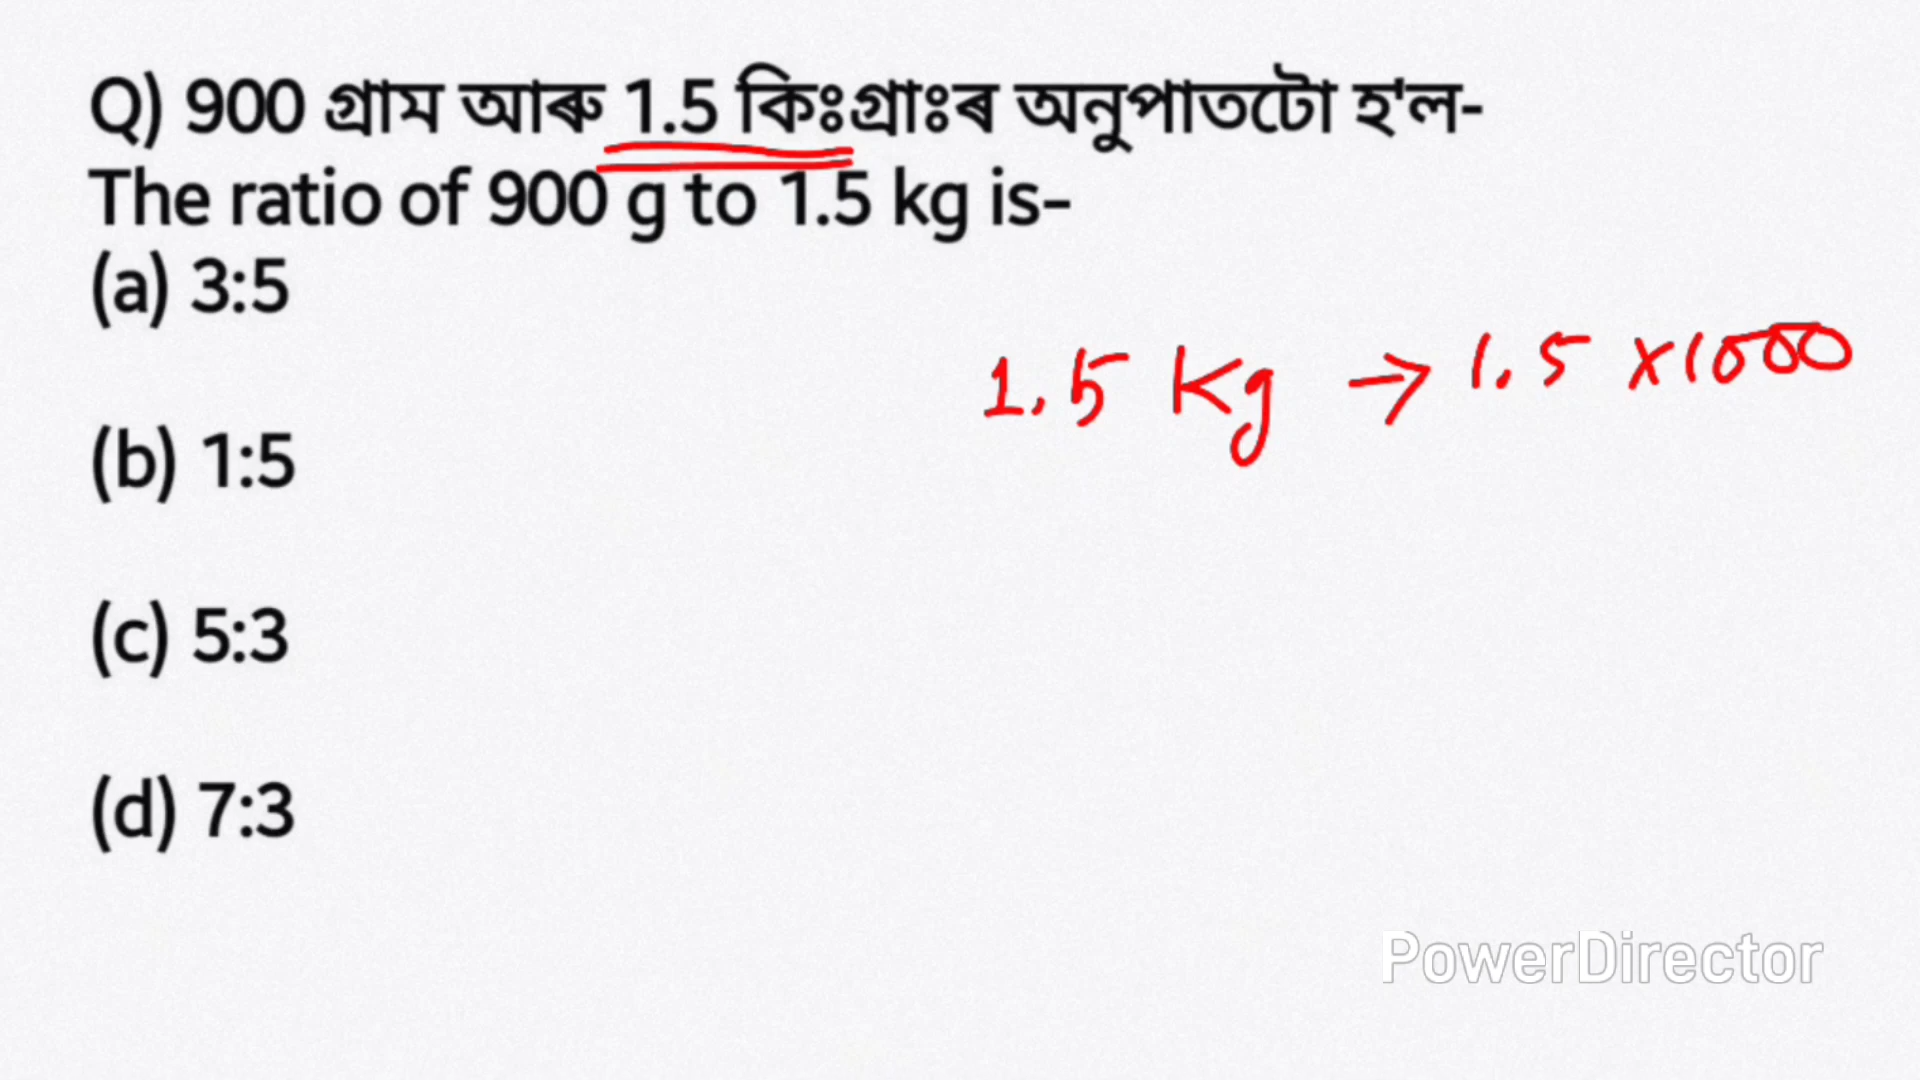 Q) 900 গ্ৰাম আৰু 1.5 কিঃগ্ৰাঃৰ অনুপাতটো হ'ল-
The ratio of 900 g to 1.5 kg is-
(a) 3:5
1.5 Kg → 1.5 ×1000
(b) 1:5
(c) 5:3
(d) 7:3
PowerDirector